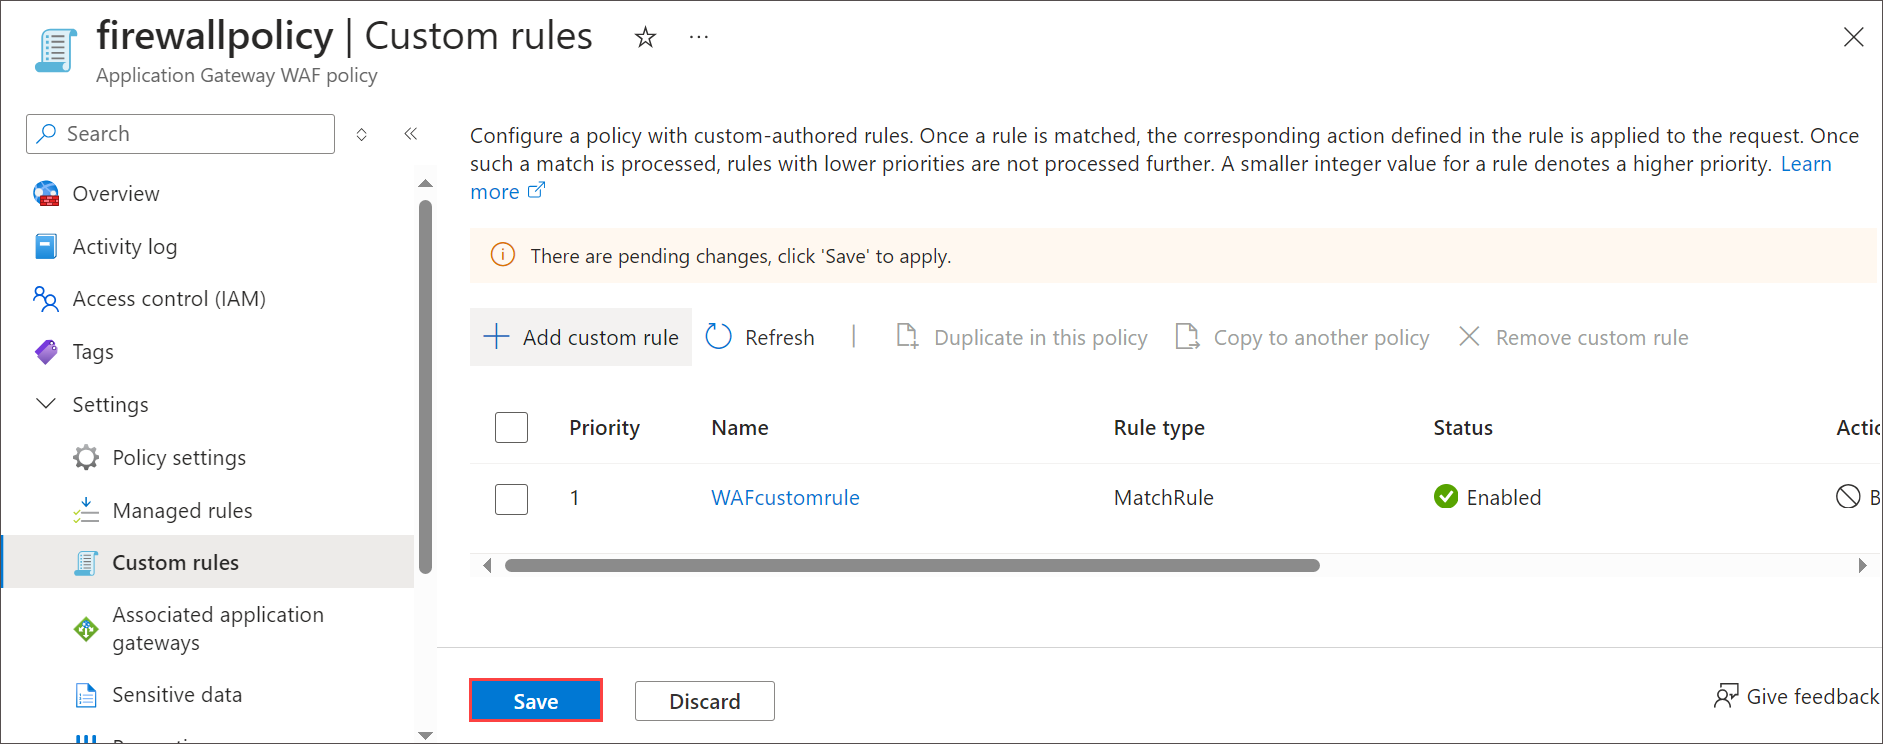 firewallpolicy | Custom rules
Application Gateway WAF policy
Search
Overview
Activity log
Access control (IAM)
Tags
Settings
Policy settings
Managed rules
Custom rules
Associated application
gateways
Sensitive data
Configure a policy with custom-authored rules. Once a rule is matched, the corresponding action defined in the rule is applied to the request. Once
such a match is processed, rules with lower priorities are not processed further. A smaller integer value for a rule denotes a higher priority. Learn
more
There are pending changes, click 'Save' to apply.
Add custom rule Refresh | Duplicate in this policy Copy to another policy Remove custom rule
Priority Name Rule type Status
1 WAFcustomrule MatchRule Enabled B
Save Discard Give feedback